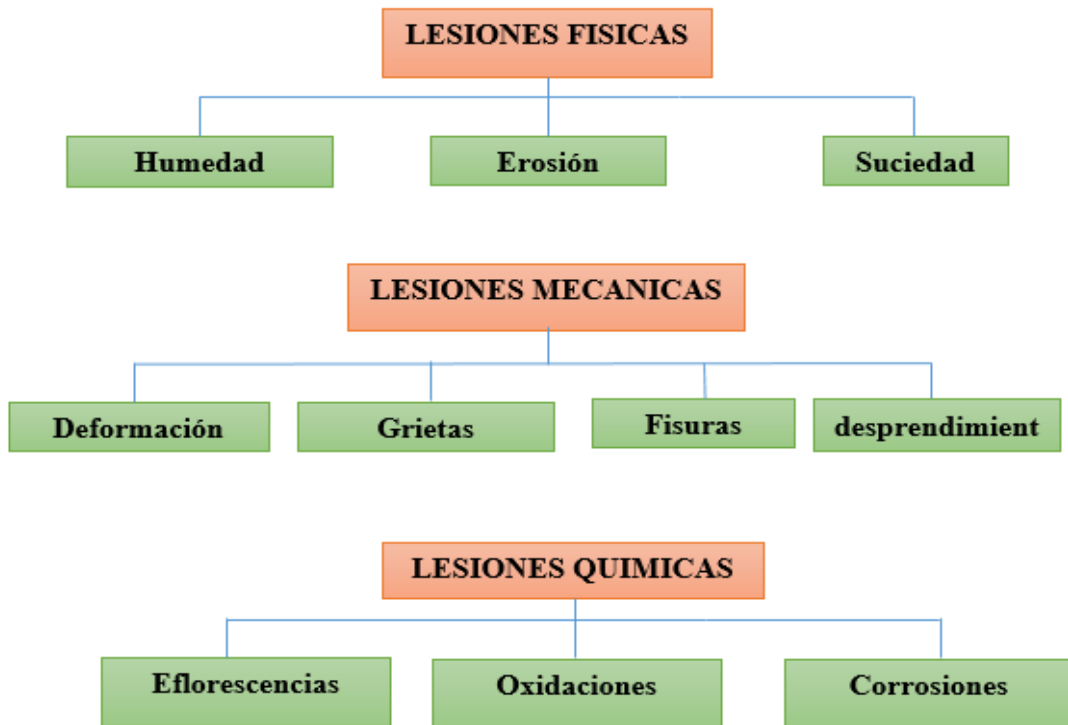 LESIONES FISICAS
Humedad
Erosión
Suciedad
LESIONES MECANICAS
Deformación
Grietas
Fisuras
desprendimient
LESIONES QUIMICAS
Eflorescencias
Oxidaciones
Corrosiones